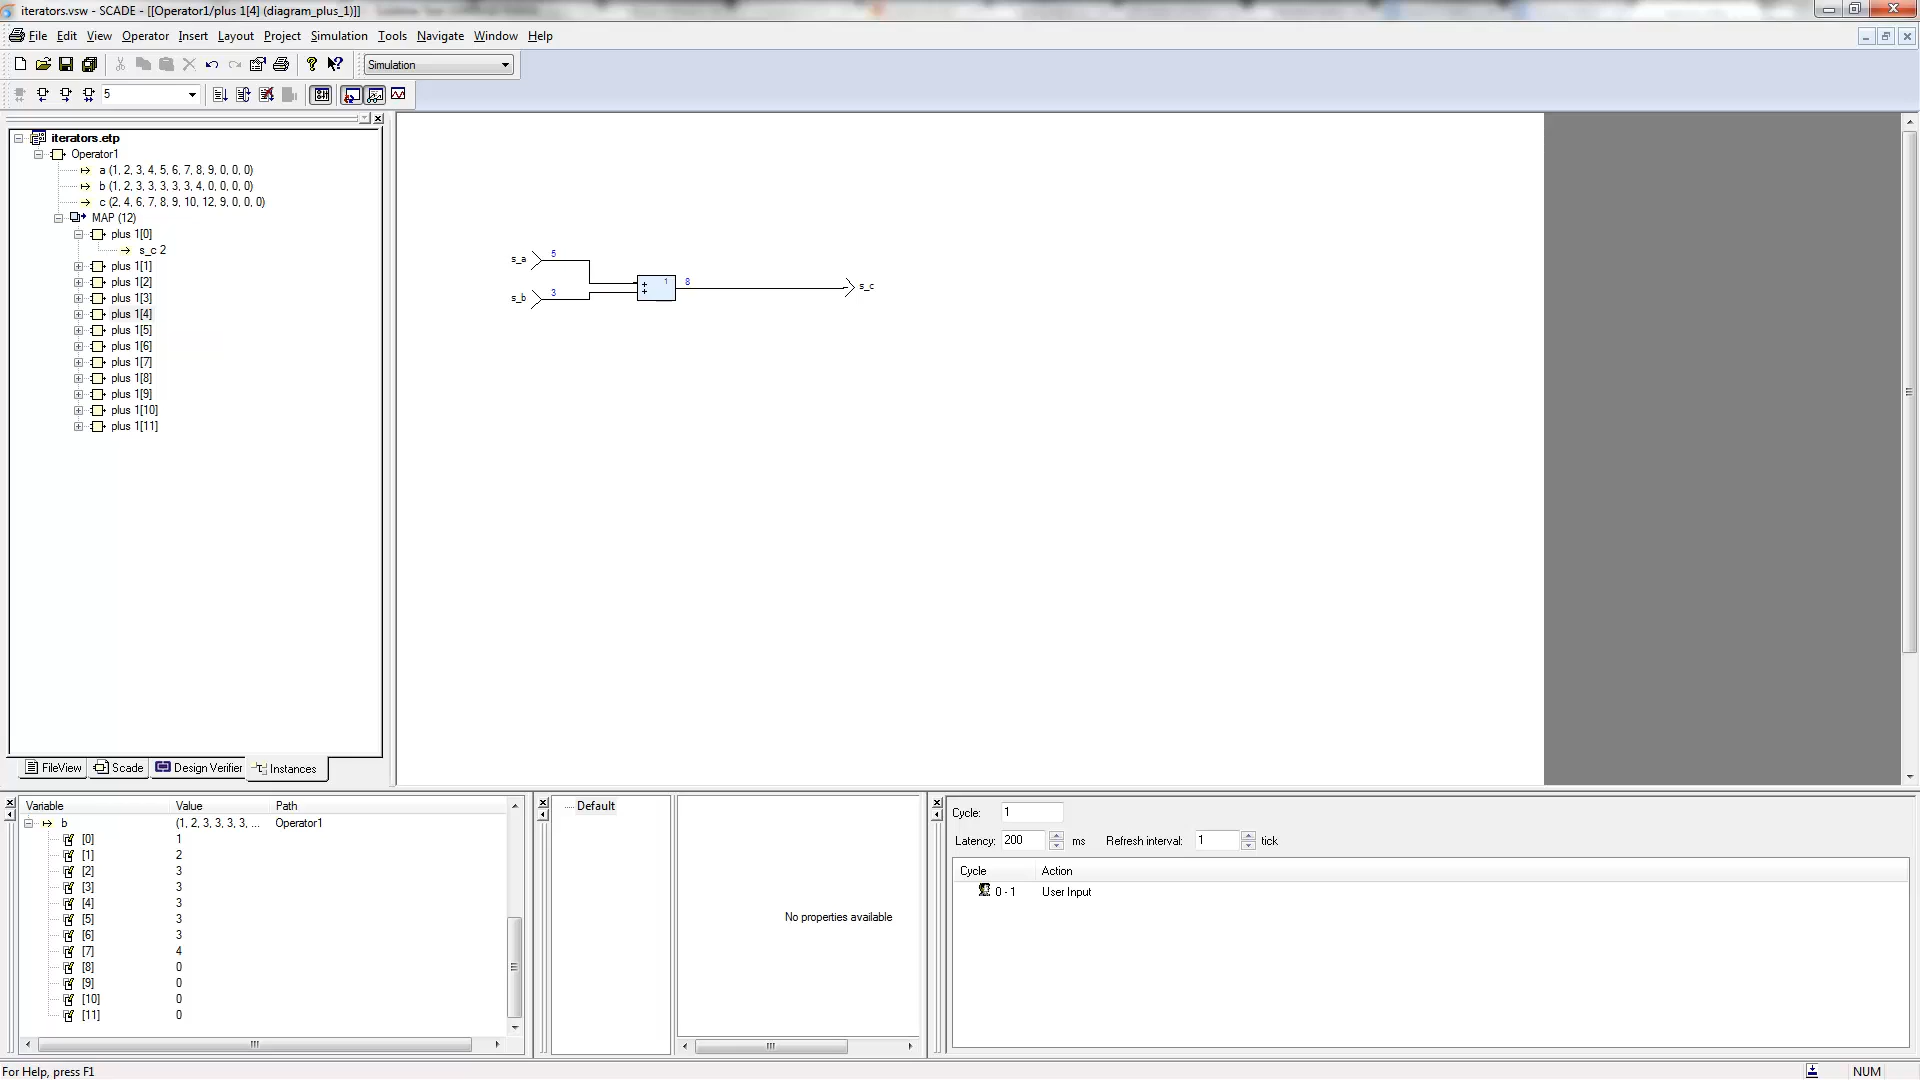 iterators.vsw - SCADE - [[Operator1/plus 1[4] (diagram_plus_1)]]
File Edit View Operator Insert Layout Project Simulation Tools Navigate Window Help
Simulation
5
iterators.etp
Operator1
a (1, 2, 3, 4, 5, 6, 7, 8, 9, 0, 0, 0)
b (1, 2, 3, 3, 3, 3, 3, 4, 0, 0, 0, 0)
c (2, 4, 6, 7, 8, 9, 10, 12, 9, 0, 0, 0)
MAP (12)
plus 1[0]
s_c 2
plus 1[1]
plus 1[2]
plus 1[3]
plus 1[4]
plus 1[5]
plus 1[6]
plus 1[7]
plus 1[8]
plus 1[9]
plus 1[10]
plus 1[11]
FileView Scade Design Verifier Instances
s_a 5
s_b 3
1
8
s_c
Variable Value Path
b (1, 2, 3, 3, 3, 3, ... Operator1
[0] 1
[1] 2
[2] 3
[3] 3
[4] 3
[5] 3
[6] 3
[7] 4
[8] 0
[9] 0
[10] 0
[11] 0
Default
No properties available
Cycle: 1
Latency: 200 ms Refresh interval: 1 tick
Cycle Action
0 - 1 User Input
For Help, press F1
NUM